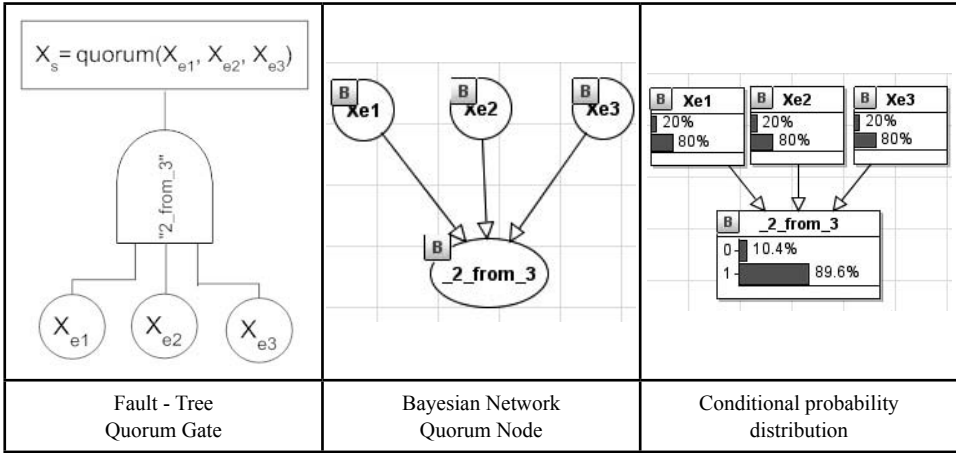 Xs= quorum(Xe1, Xe2, Xe3)
"2_from_3"
Xe1
Xe2
Xe3
B
Xe1
B
Xe2
B
Xe3
B
_2_from_3
B Xe1
20%
80%
B Xe2
20%
80%
B Xe3
20%
80%
B _2_from_3
0 10.4%
1 89.6%
Fault - Tree
Quorum Gate
Bayesian Network
Quorum Node
Conditional probability
distribution